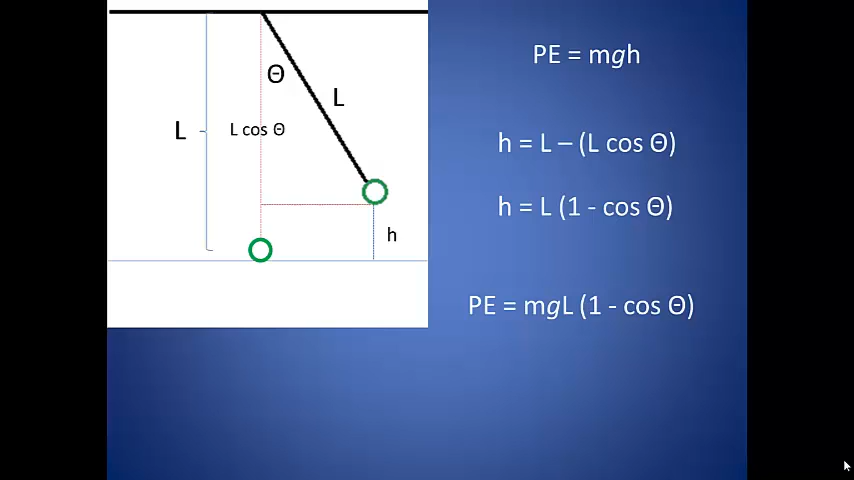 Θ
L
L
L cos Θ
h
PE = mgh
h = L – (L cos Θ)
h = L (1 - cos Θ)
PE = mgL (1 - cos Θ)